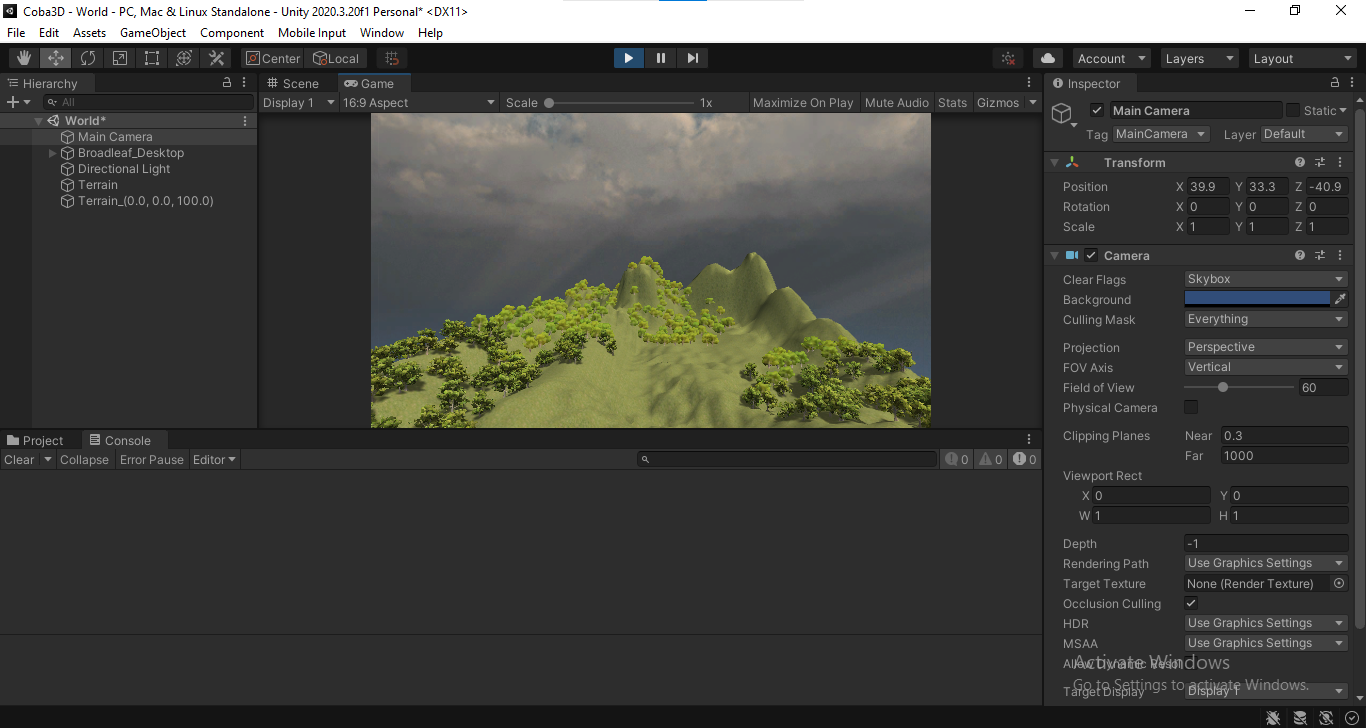 Coba3D - World - PC, Mac & Linux Standalone - Unity 2020.3.20f1 Personal* <DX11>
File Edit Assets GameObject Component Mobile Input Window Help
Center Local Account Layers Layout
Hierarchy
All
World*
Main Camera
Broadleaf_Desktop
Directional Light
Terrain
Terrain_(0.0, 0.0, 100.0)
Scene Game
Display 1 16:9 Aspect Scale 1x Maximize On Play Mute Audio Stats Gizmos
Project Console
Clear Collapse Error Pause Editor 0 0 0
Inspector
Main Camera Static
Tag MainCamera Layer Default
Transform
Position X 39.9 Y 33.3 Z -40.9
Rotation X 0 Y 0 Z 0
Scale X 1 Y 1 Z 1
Camera
Clear Flags Skybox
Background
Culling Mask Everything
Projection Perspective
FOV Axis Vertical
Field of View 60
Physical Camera
Clipping Planes Near 0.3
Far 1000
Viewport Rect
X 0 Y 0
W 1 H 1
Depth -1
Rendering Path Use Graphics Settings
Target Texture None (Render Texture)
Occlusion Culling
HDR Use Graphics Settings
MSAA Use Graphics Settings
Allow Dynamic Resol
Target Display Display 1
Activate Windows
Go to Settings to activate Windows.